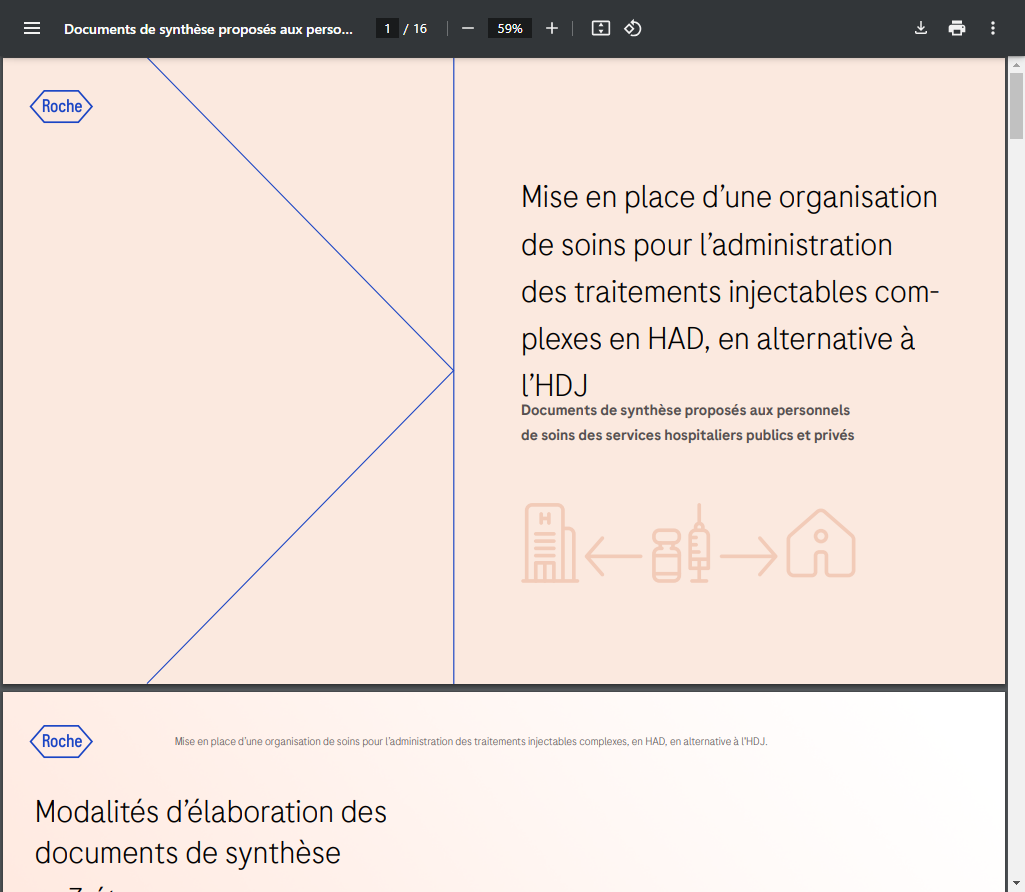 Documents de synthèse proposés aux perso...
1 / 16
59%
Roche
Mise en place d’une organisation
de soins pour l’administration
des traitements injectables com-
plexes en HAD, en alternative à
l’HDJ
Documents de synthèse proposés aux personnels
de soins des services hospitaliers publics et privés
H
Roche
Mise en place d’une organisation de soins pour l’administration des traitements injectables complexes, en HAD, en alternative à l’HDJ.
Modalités d’élaboration des
documents de synthèse